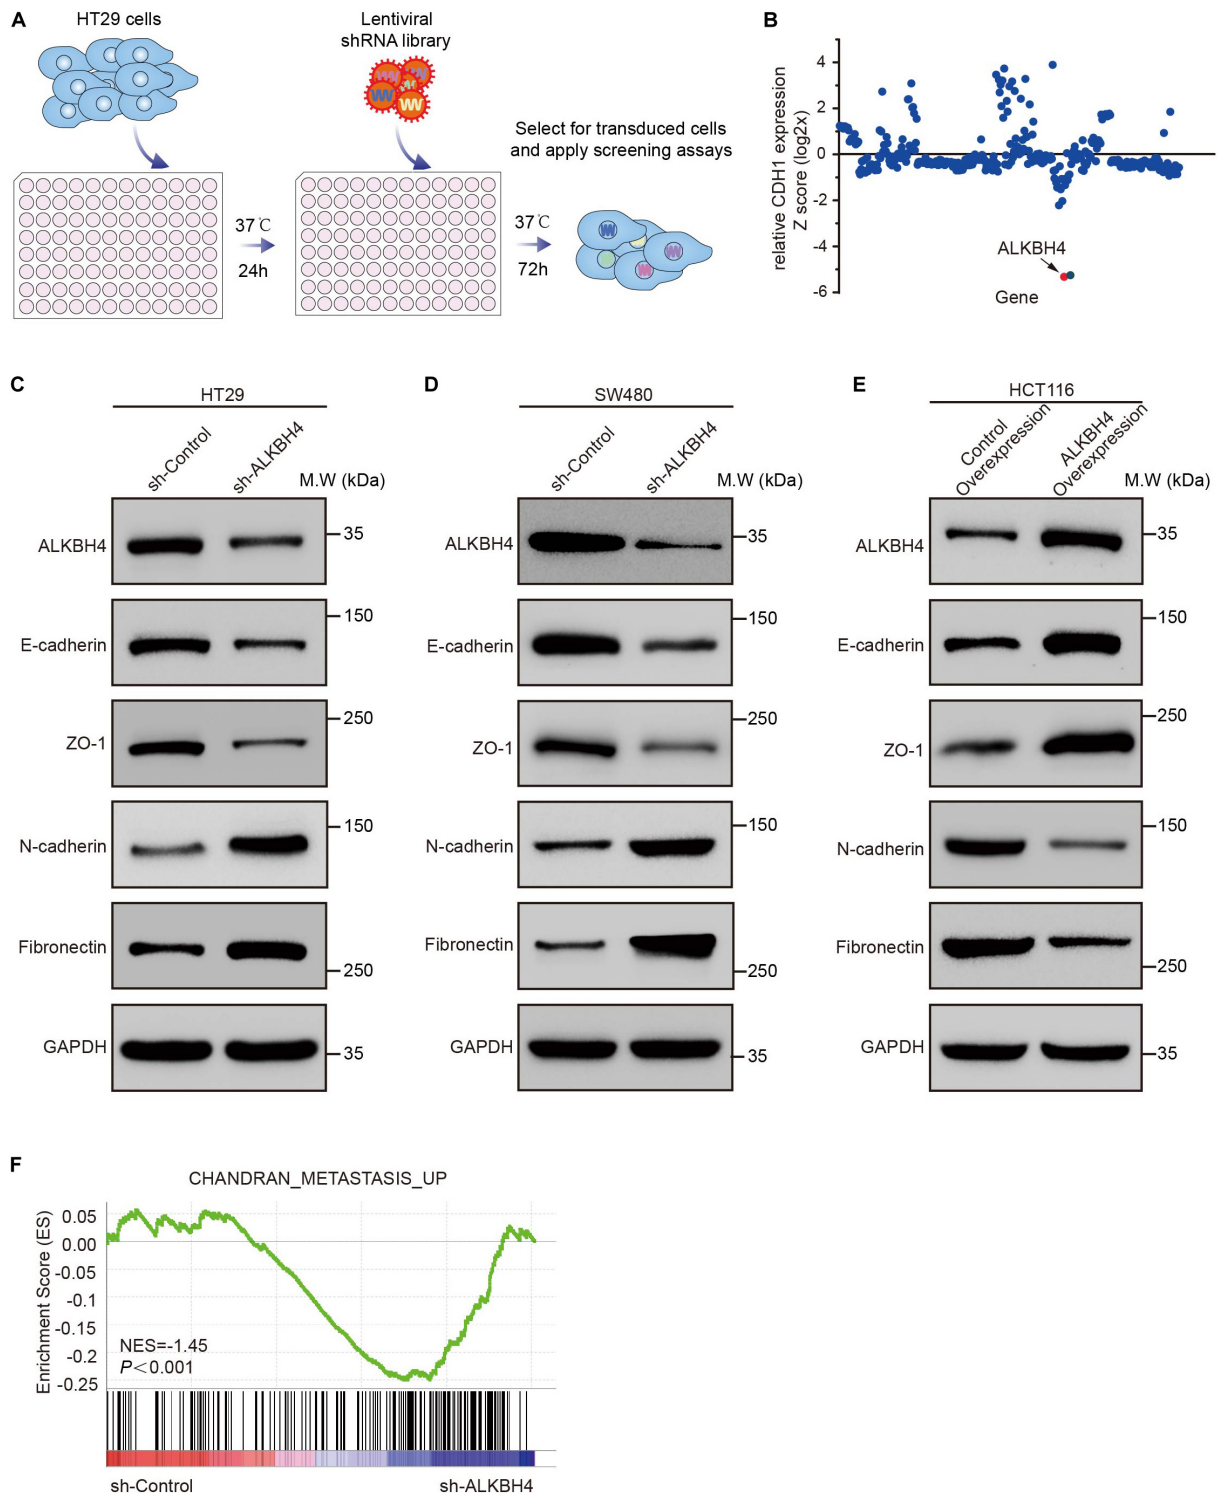 A
HT29 cells
Lentiviral
shRNA library
Select for transduced cells
and apply screening assays
37℃
24h
37℃
72h
B
relative CDH1 expression
Z score (log2x)
4
2
0
-2
-4
-6
ALKBH4
Gene
C
HT29
sh-Control
sh-ALKBH4
M.W (kDa)
ALKBH4
35
E-cadherin
150
ZO-1
250
N-cadherin
150
Fibronectin
250
GAPDH
35
D
SW480
sh-Control
sh-ALKBH4
M.W (kDa)
ALKBH4
35
E-cadherin
150
ZO-1
250
N-cadherin
150
Fibronectin
250
GAPDH
35
E
HCT116
Control
Overexpression
ALKBH4
Overexpression
M.W (kDa)
ALKBH4
35
E-cadherin
150
ZO-1
250
N-cadherin
150
Fibronectin
250
GAPDH
35
F
CHANDRAN_METASTASIS_UP
Enrichment Score (ES)
0.05
0.00
-0.05
-0.1
-0.15
-0.2
-0.25
NES=-1.45
P<0.001
sh-Control
sh-ALKBH4